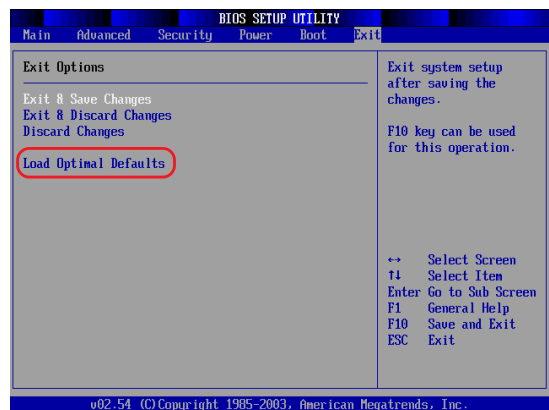 BIOS SETUP UTILITY
Main Advanced Security Power Boot Exit
Exit Options
Exit & Save Changes
Exit & Discard Changes
Discard Changes
Load Optimal Defaults
Exit system setup
after saving the
changes.
F10 key can be used
for this operation.
↔ Select Screen
↑↓ Select Item
Enter Go to Sub Screen
F1 General Help
F10 Save and Exit
ESC Exit
v02.54 (C)Copyright 1985-2003, American Megatrends, Inc.